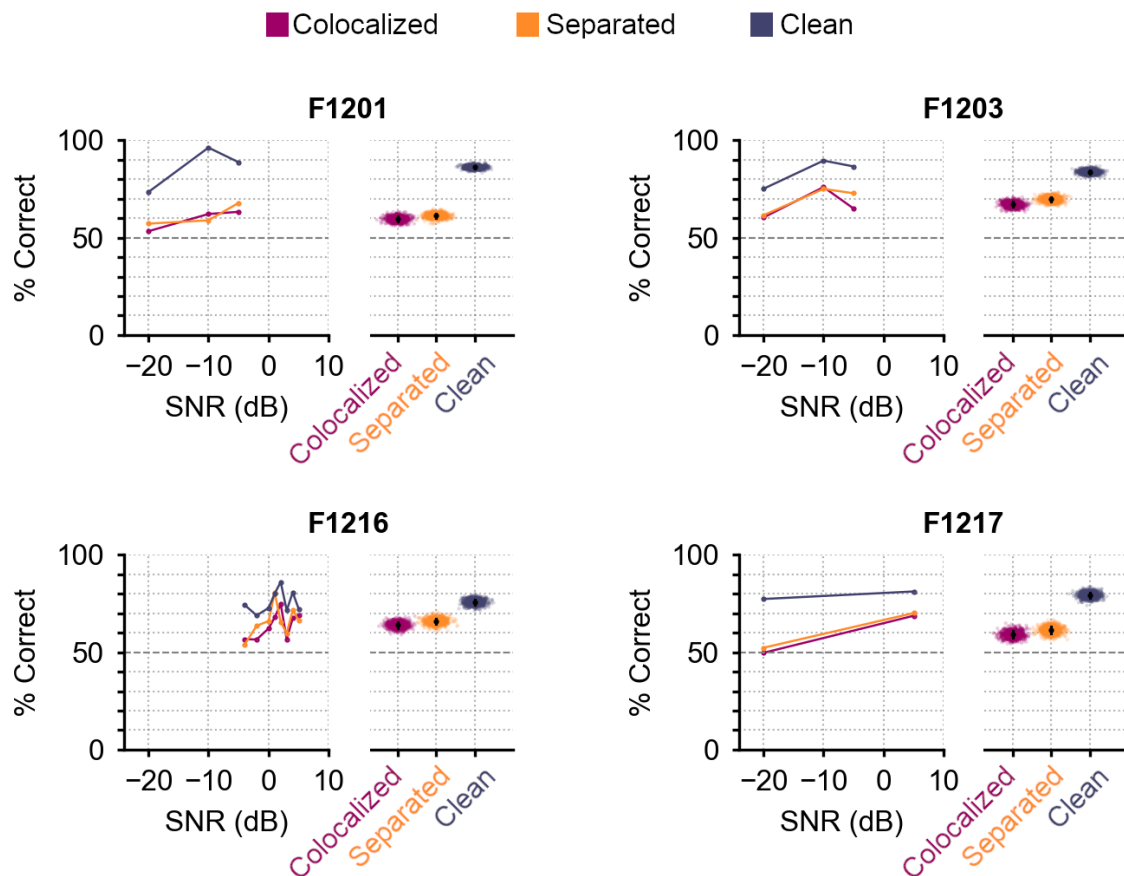 Colocalized Separated Clean
F1201 F1203
100 100
% Correct % Correct
50 50
0 0
−20 −10 0 10 −20 −10 0 10
SNR (dB) SNR (dB)
Colocalized Separated Clean Colocalized Separated Clean
F1216 F1217
100 100
% Correct % Correct
50 50
0 0
−20 −10 0 10 −20 −10 0 10
SNR (dB) SNR (dB)
Colocalized Separated Clean Colocalized Separated Clean